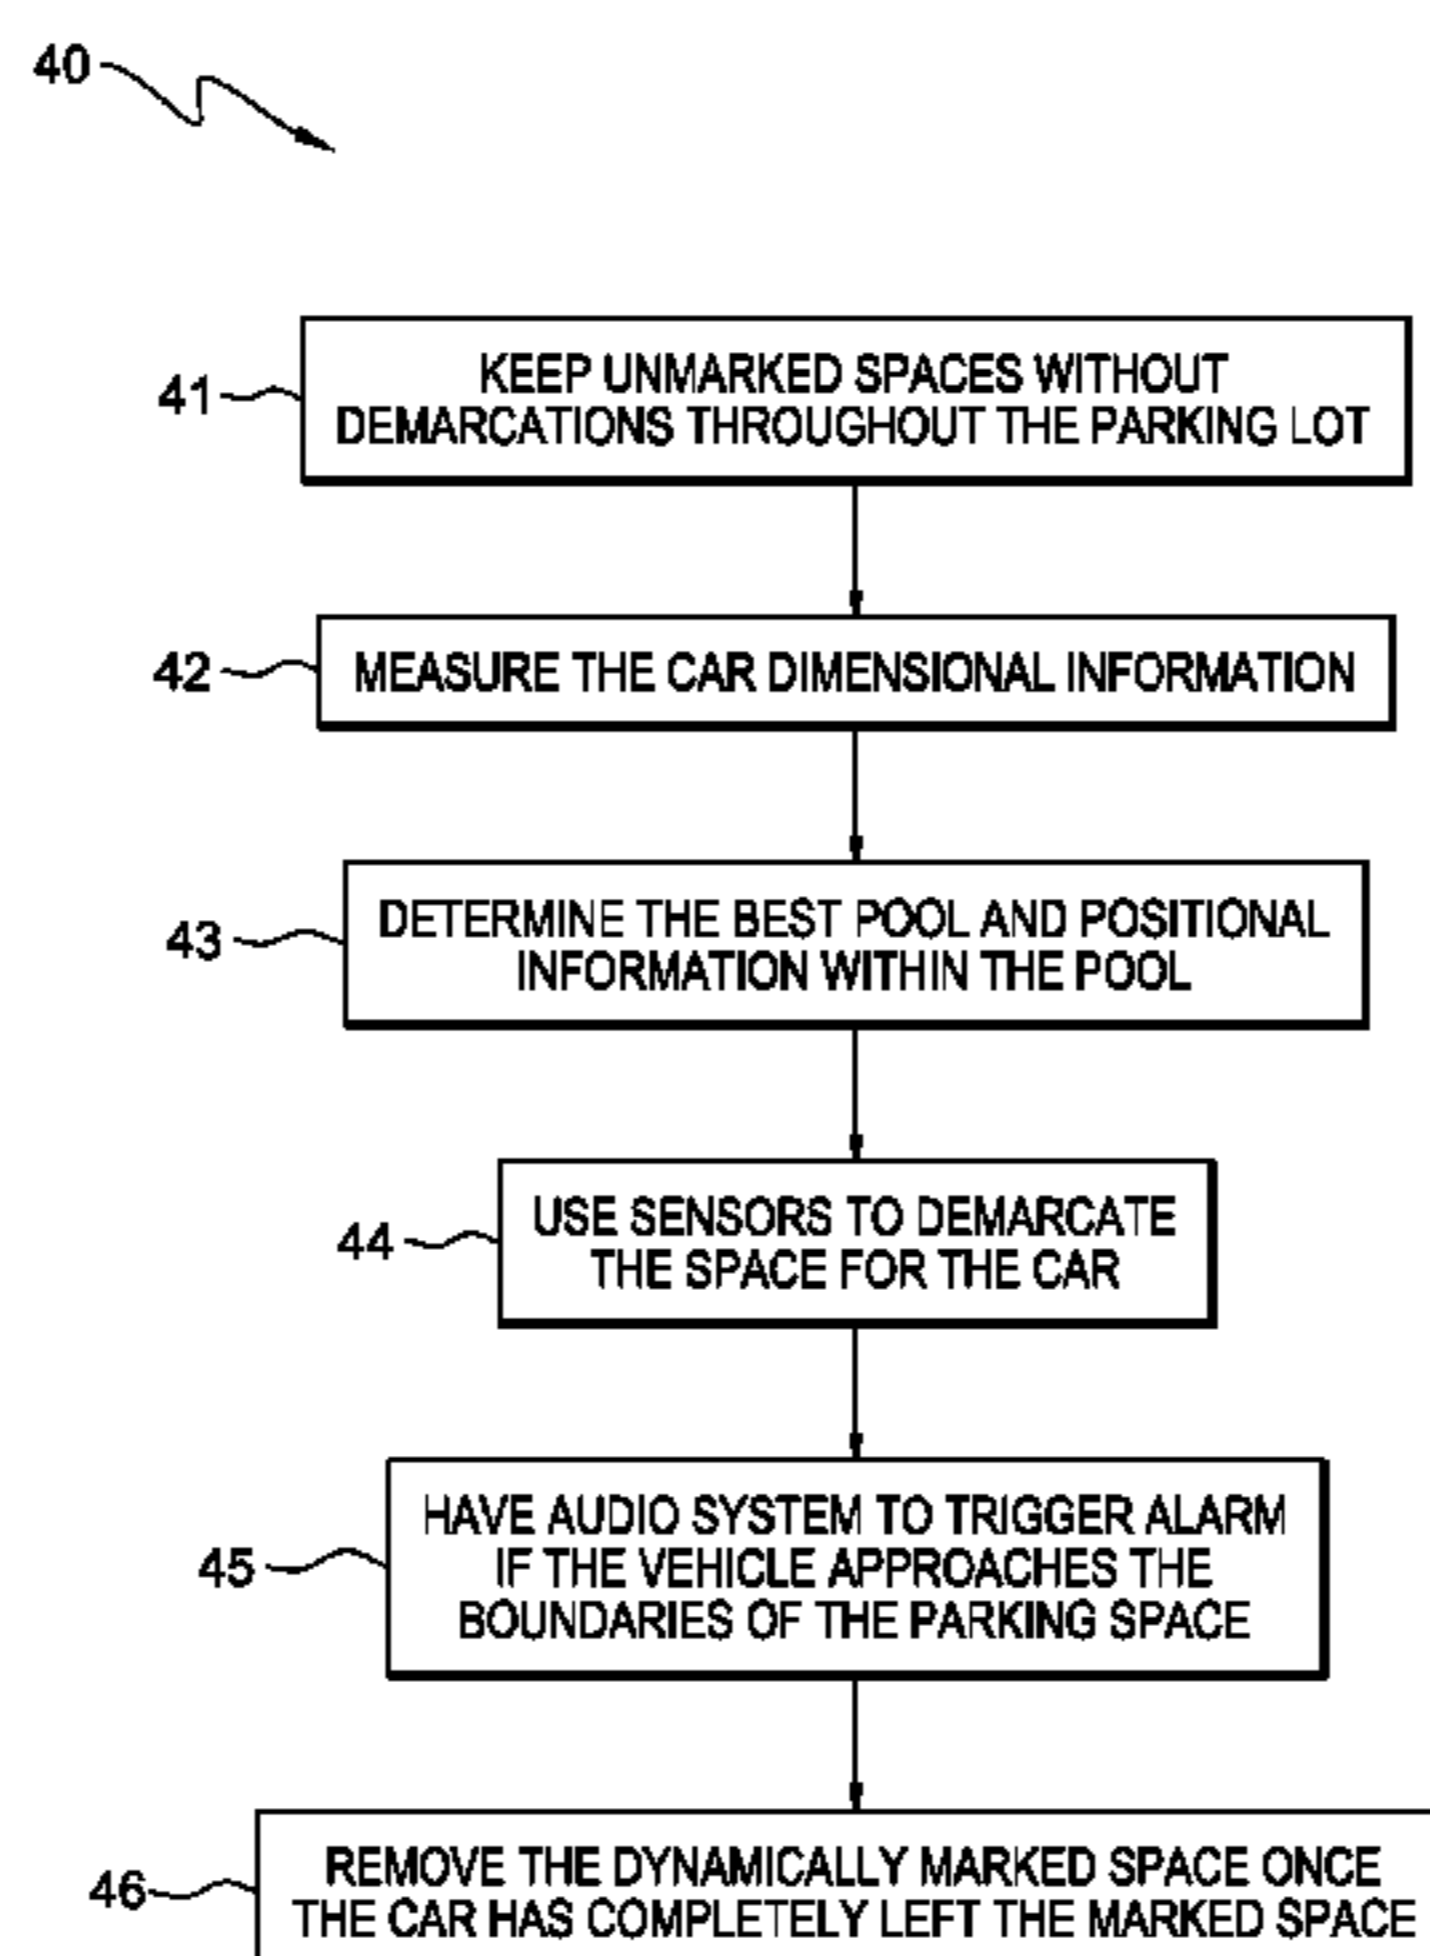 40
41
KEEP UNMARKED SPACES WITHOUT
DEMARCATIONS THROUGHOUT THE PARKING LOT
42
MEASURE THE CAR DIMENSIONAL INFORMATION
43
DETERMINE THE BEST POOL AND POSITIONAL
INFORMATION WITHIN THE POOL
44
USE SENSORS TO DEMARCATE
THE SPACE FOR THE CAR
45
HAVE AUDIO SYSTEM TO TRIGGER ALARM
IF THE VEHICLE APPROACHES THE
BOUNDARIES OF THE PARKING SPACE
46
REMOVE THE DYNAMICALLY MARKED SPACE ONCE
THE CAR HAS COMPLETELY LEFT THE MARKED SPACE